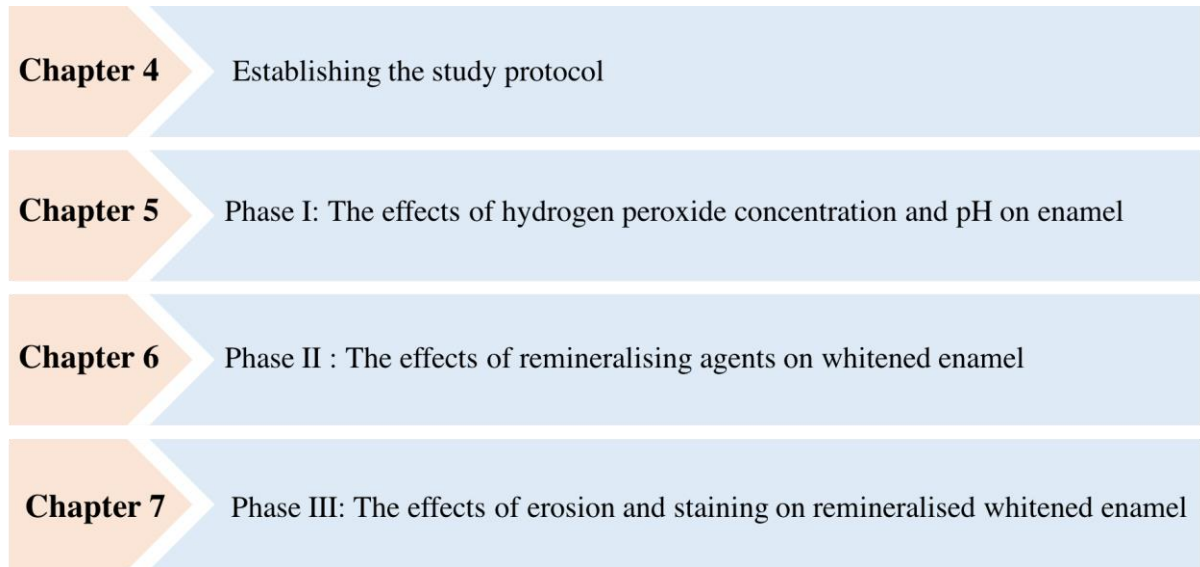 Chapter 4 Establishing the study protocol
Chapter 5 Phase I: The effects of hydrogen peroxide concentration and pH on enamel
Chapter 6 Phase II : The effects of remineralising agents on whitened enamel
Chapter 7 Phase III: The effects of erosion and staining on remineralised whitened enamel